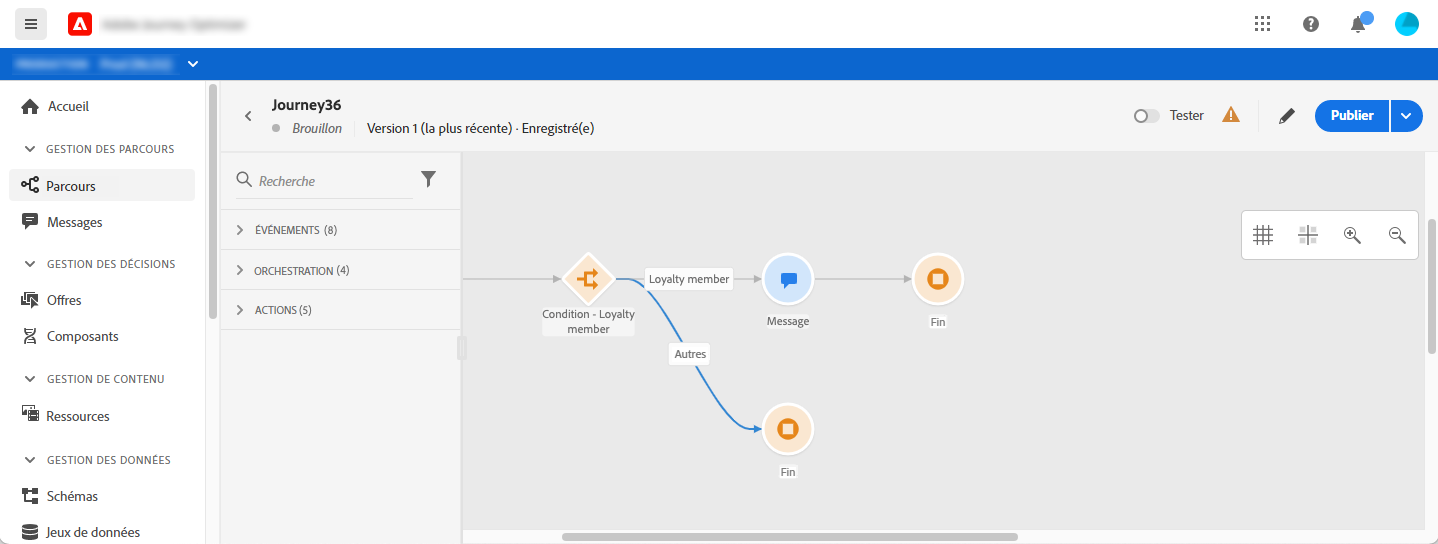 Journey36
Brouillon
Version 1 (la plus récente) · Enregistré(e)
Tester
Publier
Accueil
GESTION DES PARCOURS
Parcours
Messages
GESTION DES DÉCISIONS
Offres
Composants
GESTION DE CONTENU
Ressources
GESTION DES DONNÉES
Schémas
Jeux de données
Recherche
ÉVÉNEMENTS (8)
ORCHESTRATION (4)
ACTIONS (5)
Condition - Loyalty
member
Loyalty member
Message
Fin
Autres
Fin